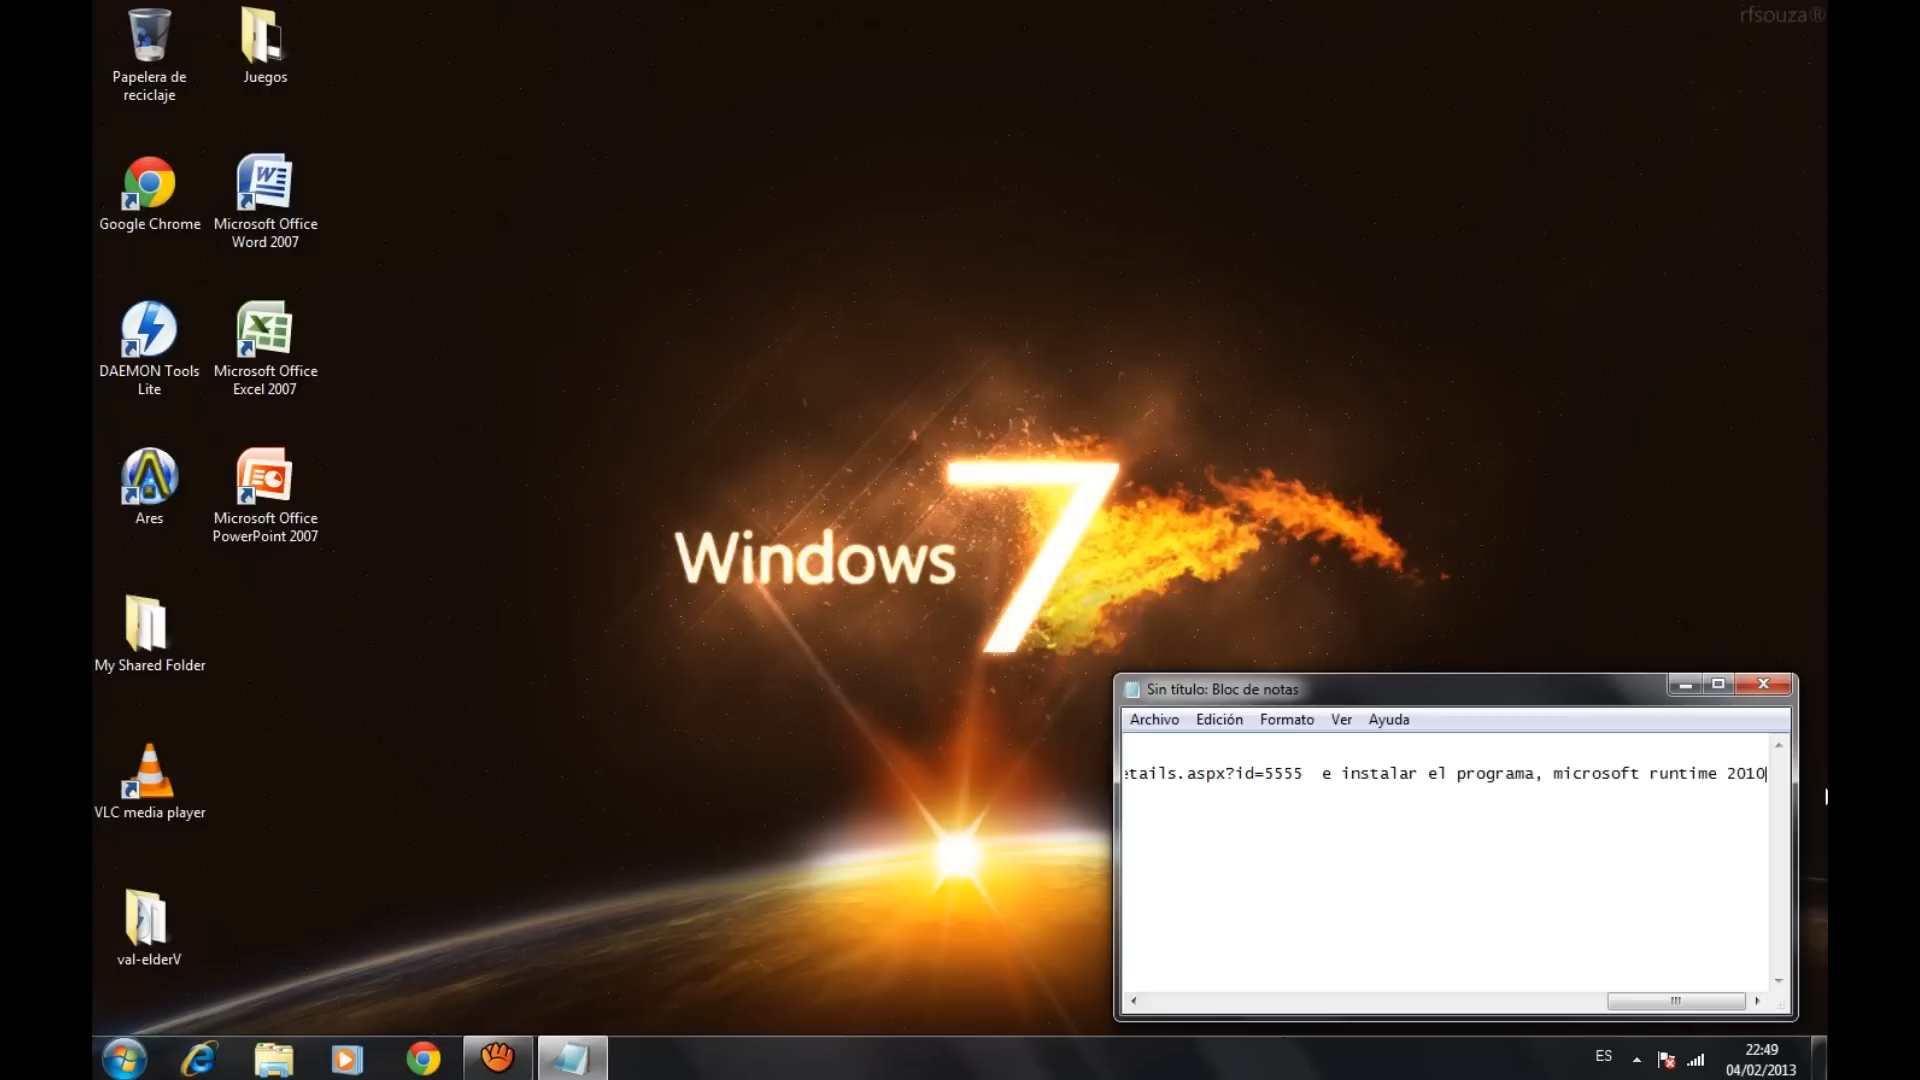 rfsouza®
Papelera de
reciclaje
Juegos
Google Chrome
Microsoft Office
Word 2007
DAEMON Tools
Lite
Microsoft Office
Excel 2007
Ares
Microsoft Office
PowerPoint 2007
My Shared Folder
VLC media player
val-elderV
Windows 7
Sin título: Bloc de notas
Archivo Edición Formato Ver Ayuda
etails.aspx?id=5555 e instalar el programa, microsoft runtime 2010
ES
22:49
04/02/2013